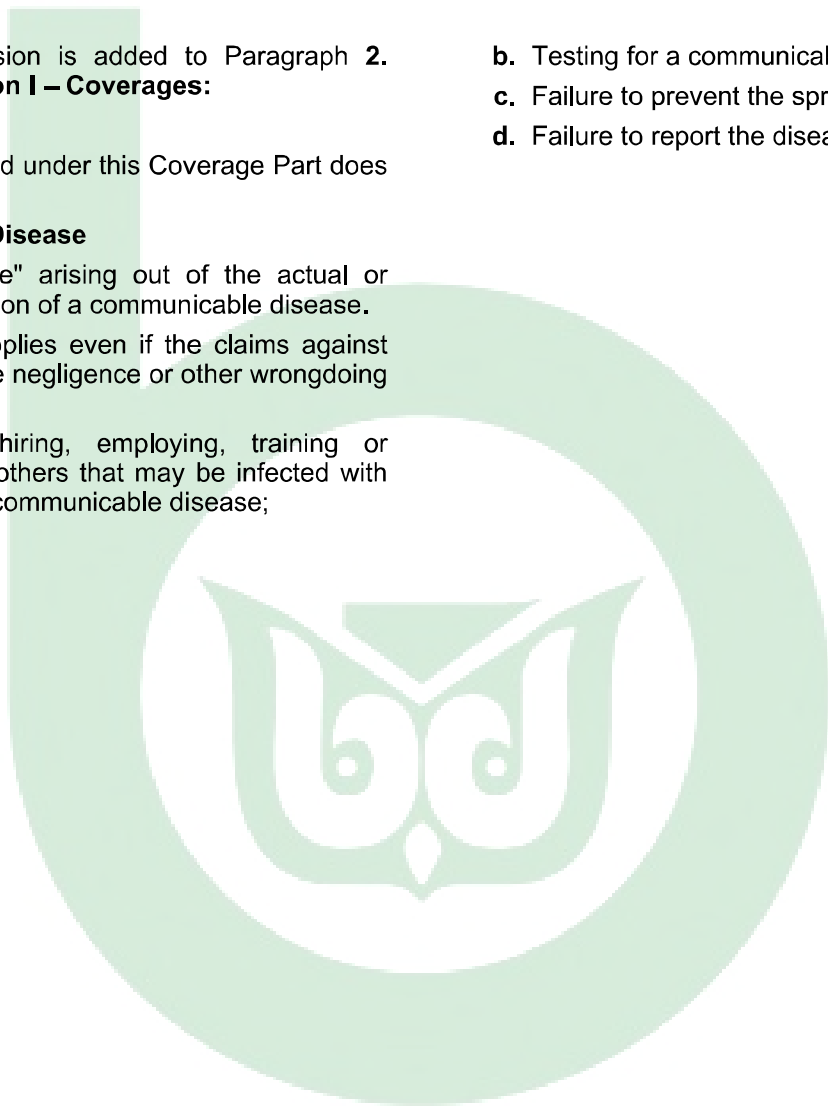 sion is added to Paragraph 2.
on I – Coverages:
d under this Coverage Part does
Disease
e" arising out of the actual or
ion of a communicable disease.
plies even if the claims against
e negligence or other wrongdoing
hiring, employing, training or
others that may be infected with
communicable disease;
b. Testing for a communical
c. Failure to prevent the spr
d. Failure to report the disea